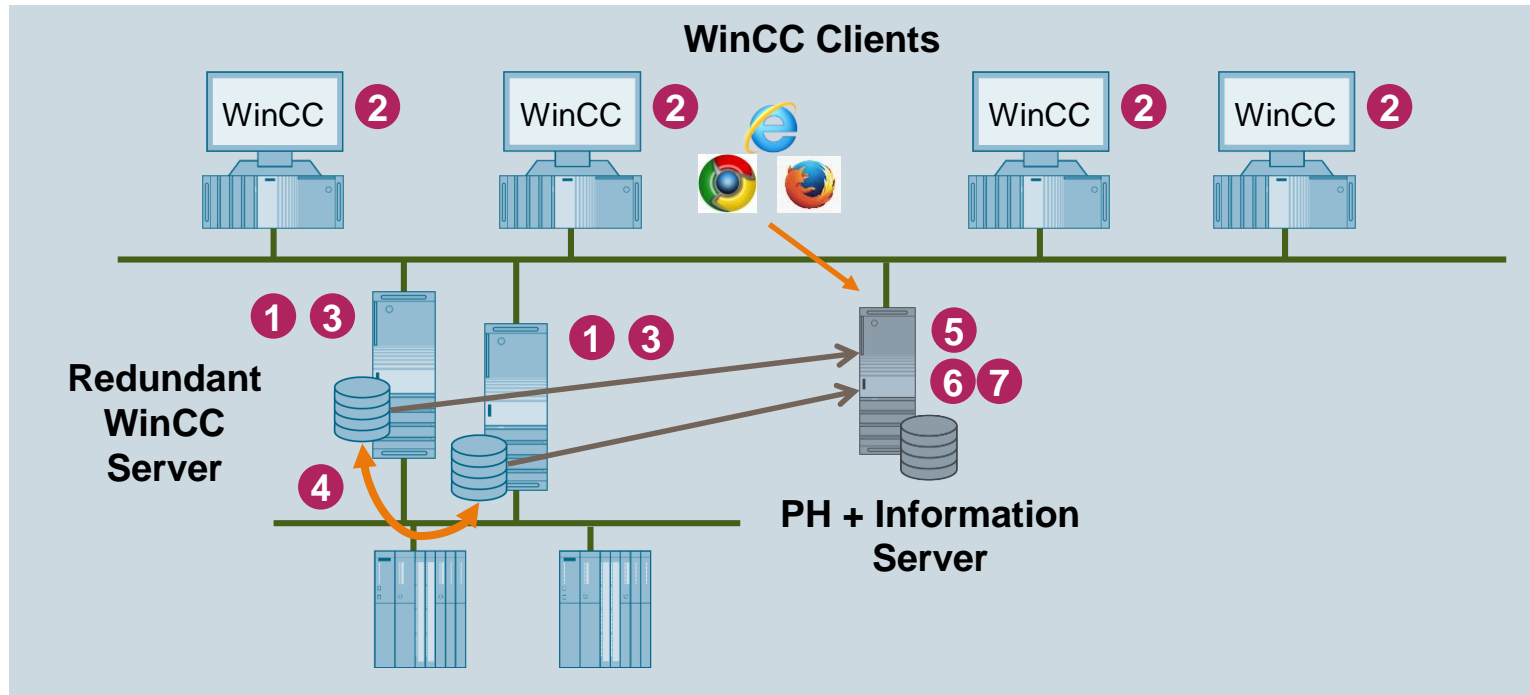 WinCC Clients
WinCC 2
WinCC 2
WinCC 2
WinCC 2
1 3
1 3
5
6 7
Redundant
WinCC
Server
4
PH + Information
Server